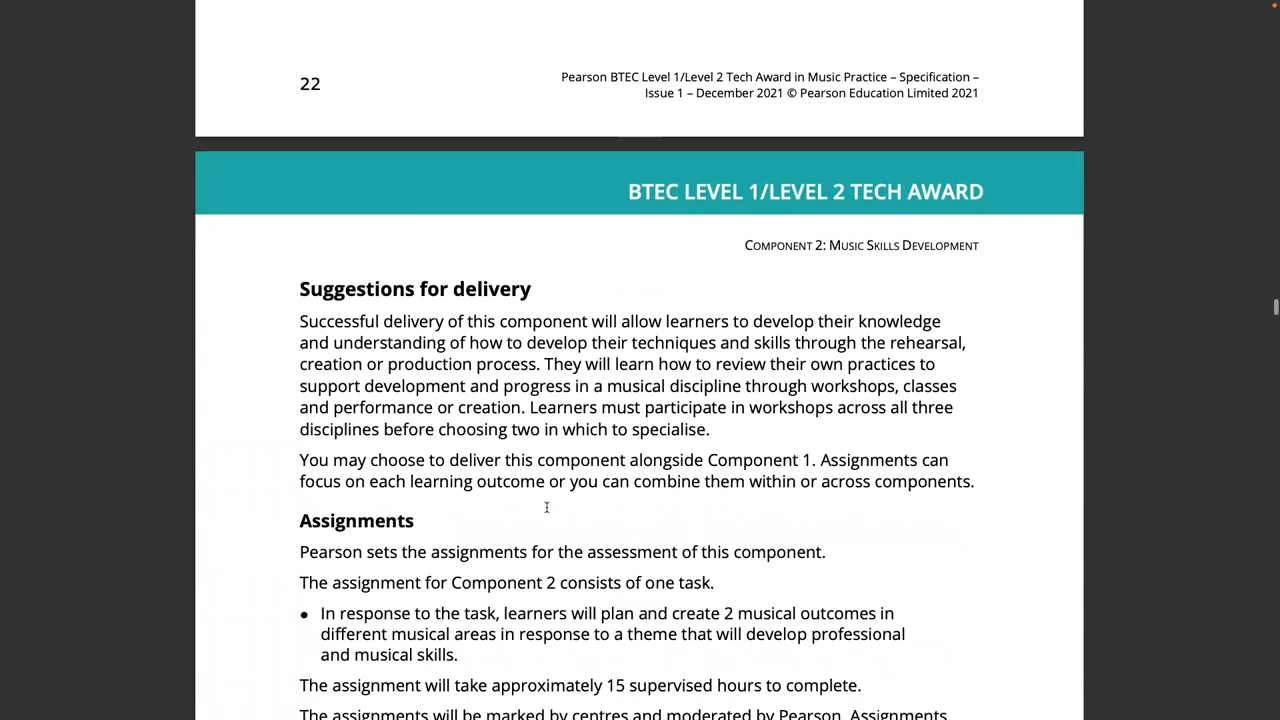 22
Pearson BTEC Level 1/Level 2 Tech Award in Music Practice – Specification –
Issue 1 – December 2021 © Pearson Education Limited 2021
BTEC LEVEL 1/LEVEL 2 TECH AWARD
COMPONENT 2: MUSIC SKILLS DEVELOPMENT
Suggestions for delivery
Successful delivery of this component will allow learners to develop their knowledge
and understanding of how to develop their techniques and skills through the rehearsal,
creation or production process. They will learn how to review their own practices to
support development and progress in a musical discipline through workshops, classes
and performance or creation. Learners must participate in workshops across all three
disciplines before choosing two in which to specialise.
You may choose to deliver this component alongside Component 1. Assignments can
focus on each learning outcome or you can combine them within or across components.
Assignments
Pearson sets the assignments for the assessment of this component.
The assignment for Component 2 consists of one task.
• In response to the task, learners will plan and create 2 musical outcomes in
different musical areas in response to a theme that will develop professional
and musical skills.
The assignment will take approximately 15 supervised hours to complete.
The assignments will be marked by centres and moderated by Pearson. Assignments